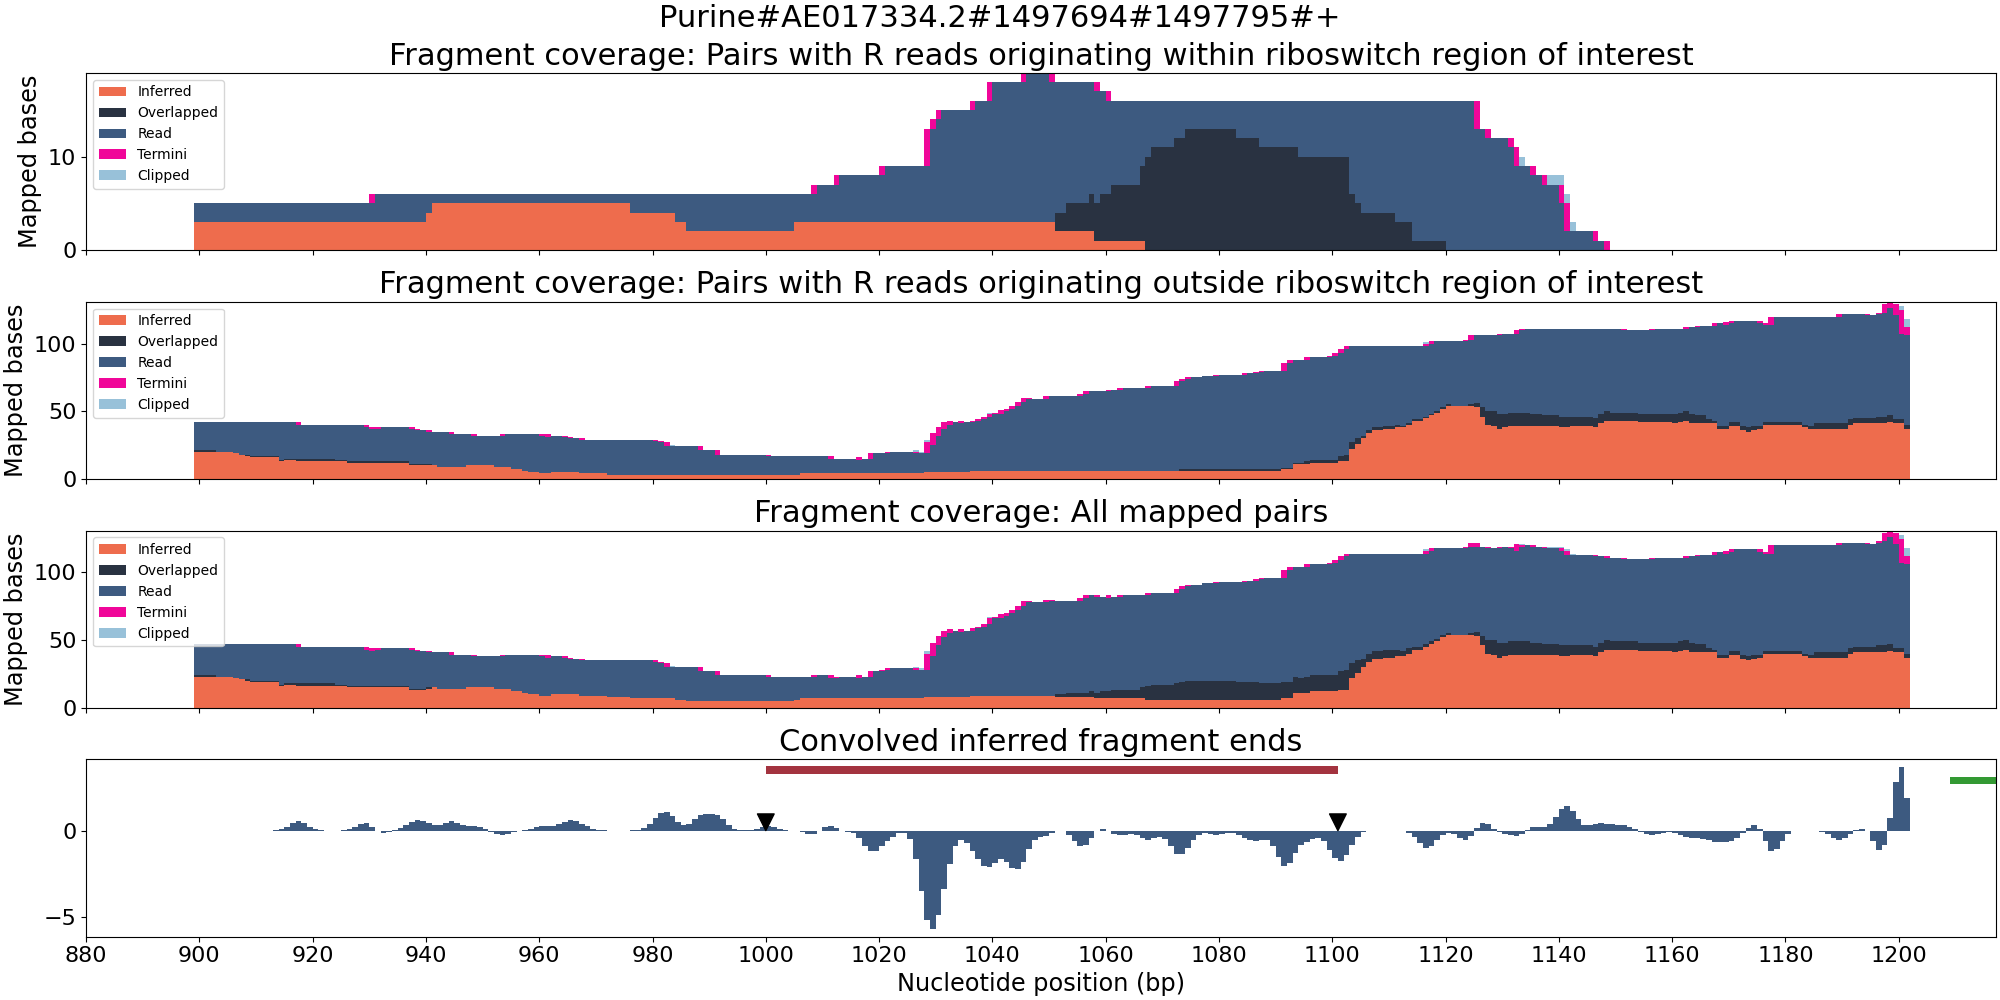 Purine#AE017334.2#1497694#1497795#+
Fragment coverage: Pairs with R reads originating within riboswitch region of interest
Mapped bases
10
0
Inferred
Overlapped
Read
Termini
Clipped
Fragment coverage: Pairs with R reads originating outside riboswitch region of interest
Mapped bases
100
50
0
Inferred
Overlapped
Read
Termini
Clipped
Fragment coverage: All mapped pairs
Mapped bases
100
50
0
Inferred
Overlapped
Read
Termini
Clipped
Convolved inferred fragment ends
0
−5
880 900 920 940 960 980 1000 1020 1040 1060 1080 1100 1120 1140 1160 1180 1200
Nucleotide position (bp)